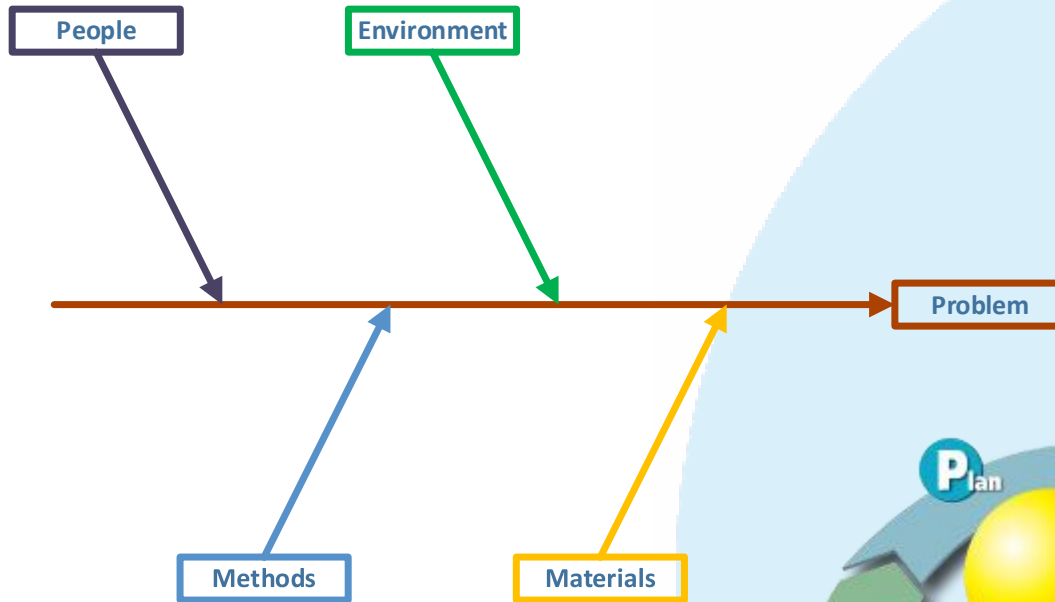 People
Environment
Problem
Plan
Methods
Materials